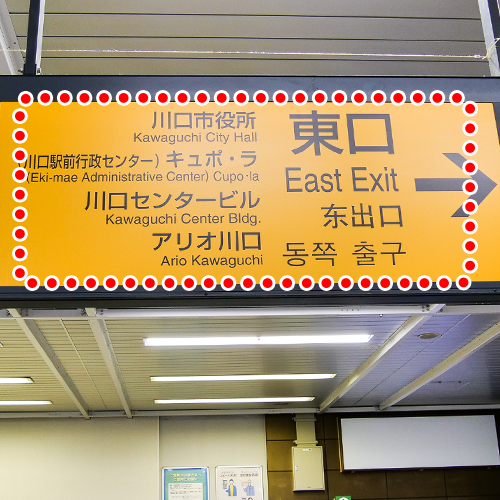 川口市役所
Kawaguchi City Hall
(川口駅前行政センター) キュポ・ラ
(Eki-mae Administrative Center) Cupo・la
川口センタービル
Kawaguchi Center Bldg.
アリオ川口
Ario Kawaguchi
東口
East Exit
东出口
동쪽 출구